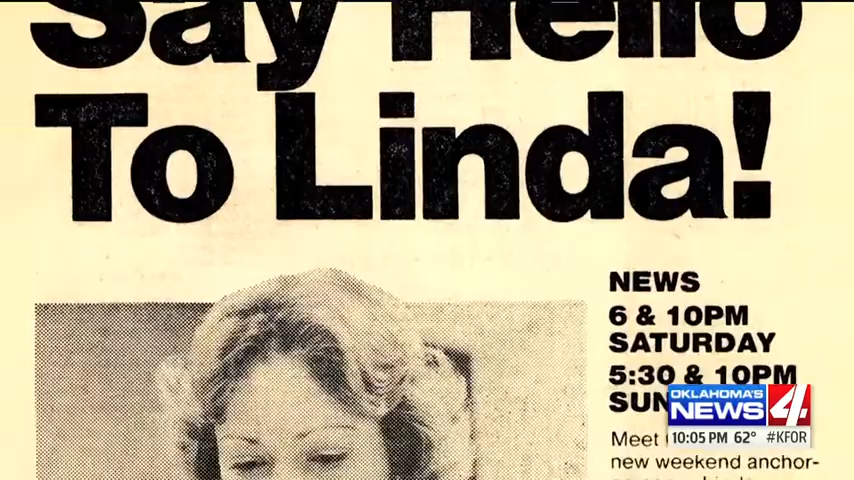 Say Hello
To Linda!
NEWS
6 & 10PM
SATURDAY
5:30 & 10PM
SUN
Meet
new weekend anchor-
OKLAHOMA'S
NEWS 4
10:05 PM 62° #KFOR